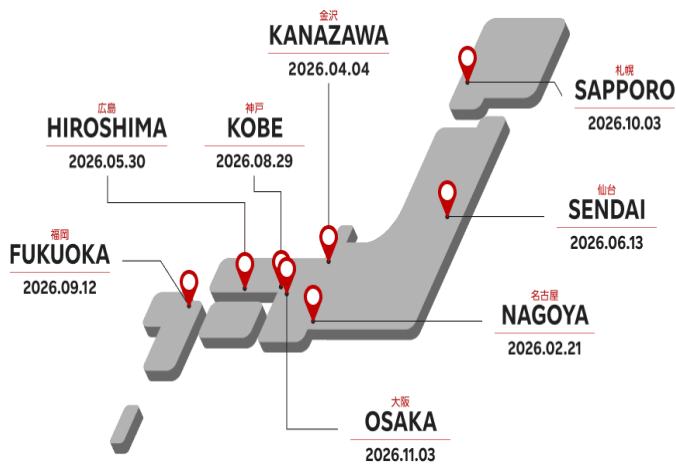 金沢
KANAZAWA
2026.04.04
札幌
SAPPORO
2026.10.03
広島
HIROSHIMA
2026.05.30
神戸
KOBE
2026.08.29
仙台
SENDAI
2026.06.13
福岡
FUKUOKA
2026.09.12
名古屋
NAGOYA
2026.02.21
大阪
OSAKA
2026.11.03